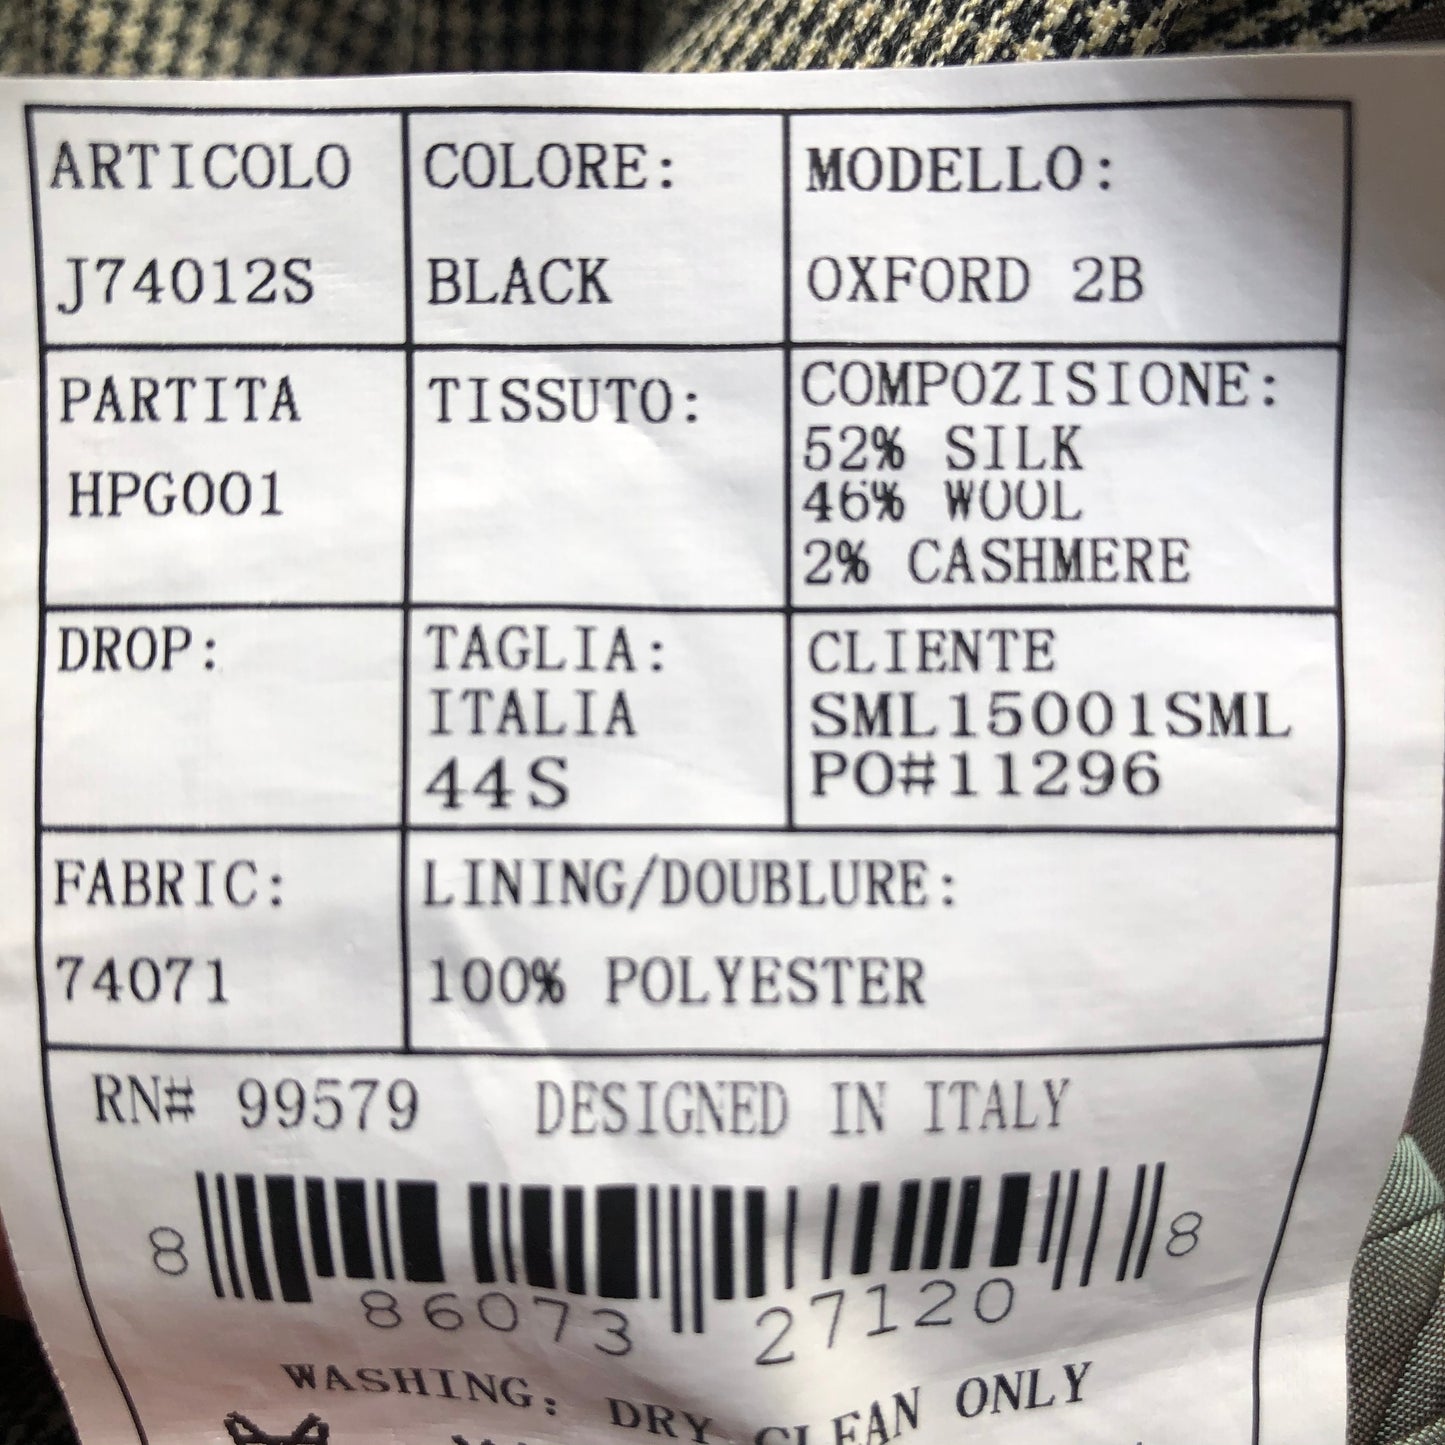 ARTICOLO
J74012S
COLORE:
BLACK
MODELLO:
OXFORD 2B
PARTITA
HPG001
TISSUTO:
COMPOZISIONE:
52% SILK
46% WOOL
2% CASHMERE
DROP:
TAGLIA:
ITALIA
44S
CLIENTE
SML15001SML
PO#11296
FABRIC:
74071
LINING/DOUBLURE:
100% POLYESTER
RN# 99579 DESIGNED IN ITALY
8 86073 27120 8
WASHING: DRY CLEAN ONLY